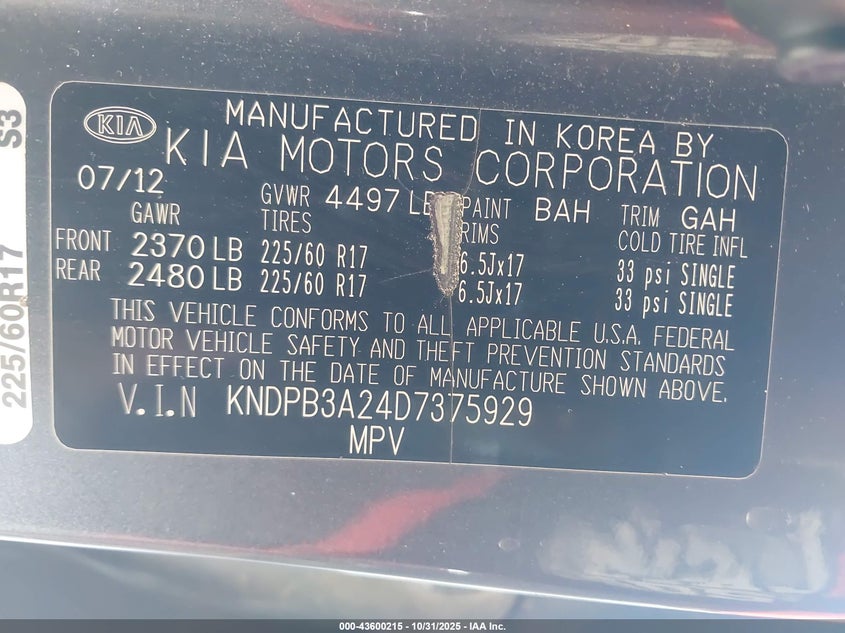 KIA
MANUFACTURED IN KOREA BY
KIA MOTORS CORPORATION
07/12 GVWR 4497 LB PAINT BAH TRIM GAH
GAWR TIRES RIMS COLD TIRE INFL
FRONT 2370 LB 225/60 R17 6.5Jx17 33 psi SINGLE
REAR 2480 LB 225/60 R17 6.5Jx17 33 psi SINGLE
THIS VEHICLE CONFORMS TO ALL APPLICABLE U.S.A. FEDERAL
MOTOR VEHICLE SAFETY AND THEFT PREVENTION STANDARDS
IN EFFECT ON THE DATE OF MANUFACTURE SHOWN ABOVE.
V.I.N KNDPB3A24D7375929
MPV
225/60R17 S3
000-43600215 - 10/31/2025 - IAA Inc.